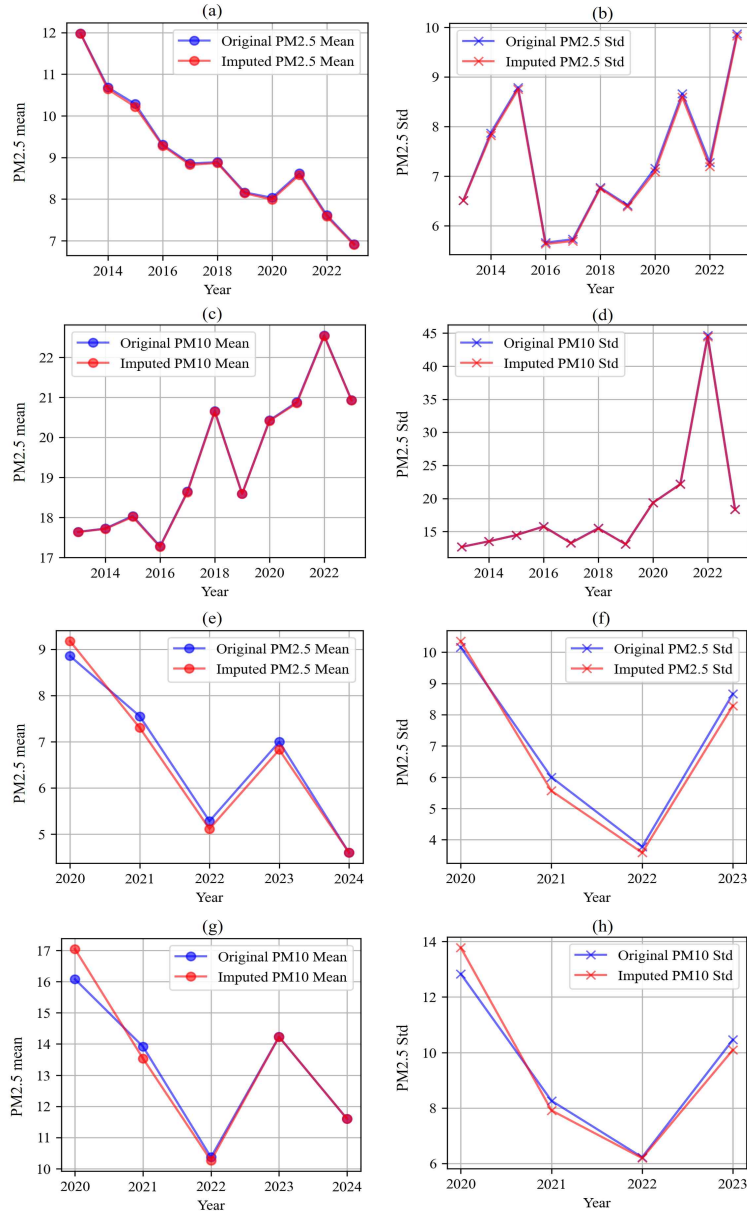 (a)
12
11
10
9
8
7
PM2.5 mean
Original PM2.5 Mean
Imputed PM2.5 Mean
2014 2016 2018 2020 2022
Year
(b)
10
9
8
7
6
PM2.5 Std
Original PM2.5 Std
Imputed PM2.5 Std
2014 2016 2018 2020 2022
Year
(c)
22
21
20
19
18
17
PM2.5 mean
Original PM10 Mean
Imputed PM10 Mean
2014 2016 2018 2020 2022
Year
(d)
45
40
35
30
25
20
15
PM2.5 Std
Original PM10 Std
Imputed PM10 Std
2014 2016 2018 2020 2022
Year
(e)
9
8
7
6
5
PM2.5 mean
Original PM2.5 Mean
Imputed PM2.5 Mean
2020 2021 2022 2023 2024
Year
(f)
10
9
8
7
6
5
4
PM2.5 Std
Original PM2.5 Std
Imputed PM2.5 Std
2020 2021 2022 2023
Year
(g)
17
16
15
14
13
12
11
10
PM2.5 mean
Original PM10 Mean
Imputed PM10 Mean
2020 2021 2022 2023 2024
Year
(h)
14
12
10
8
6
PM2.5 Std
Original PM10 Std
Imputed PM10 Std
2020 2021 2022 2023
Year